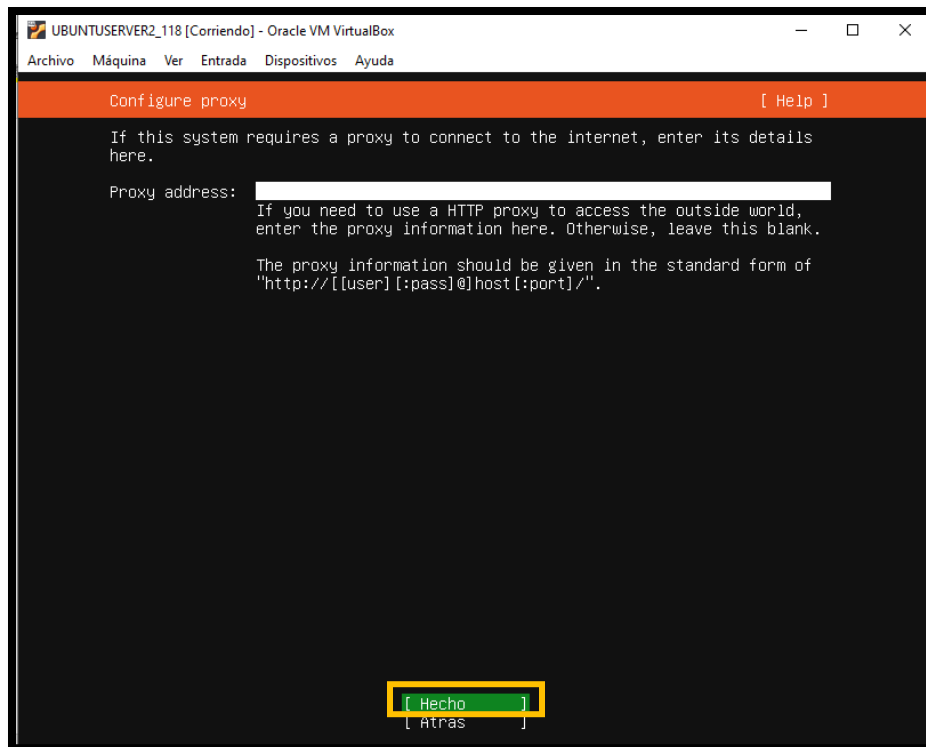 UBUNTUSERVER2_118 [Corriendo] - Oracle VM VirtualBox
Archivo Máquina Ver Entrada Dispositivos Ayuda
Configure proxy [ Help ]
If this system requires a proxy to connect to the internet, enter its details
here.
Proxy address:
If you need to use a HTTP proxy to access the outside world,
enter the proxy information here. Otherwise, leave this blank.
The proxy information should be given in the standard form of
"http://[[user][:pass]@]host[:port]/".
[ Hecho ]
[ Atras ]